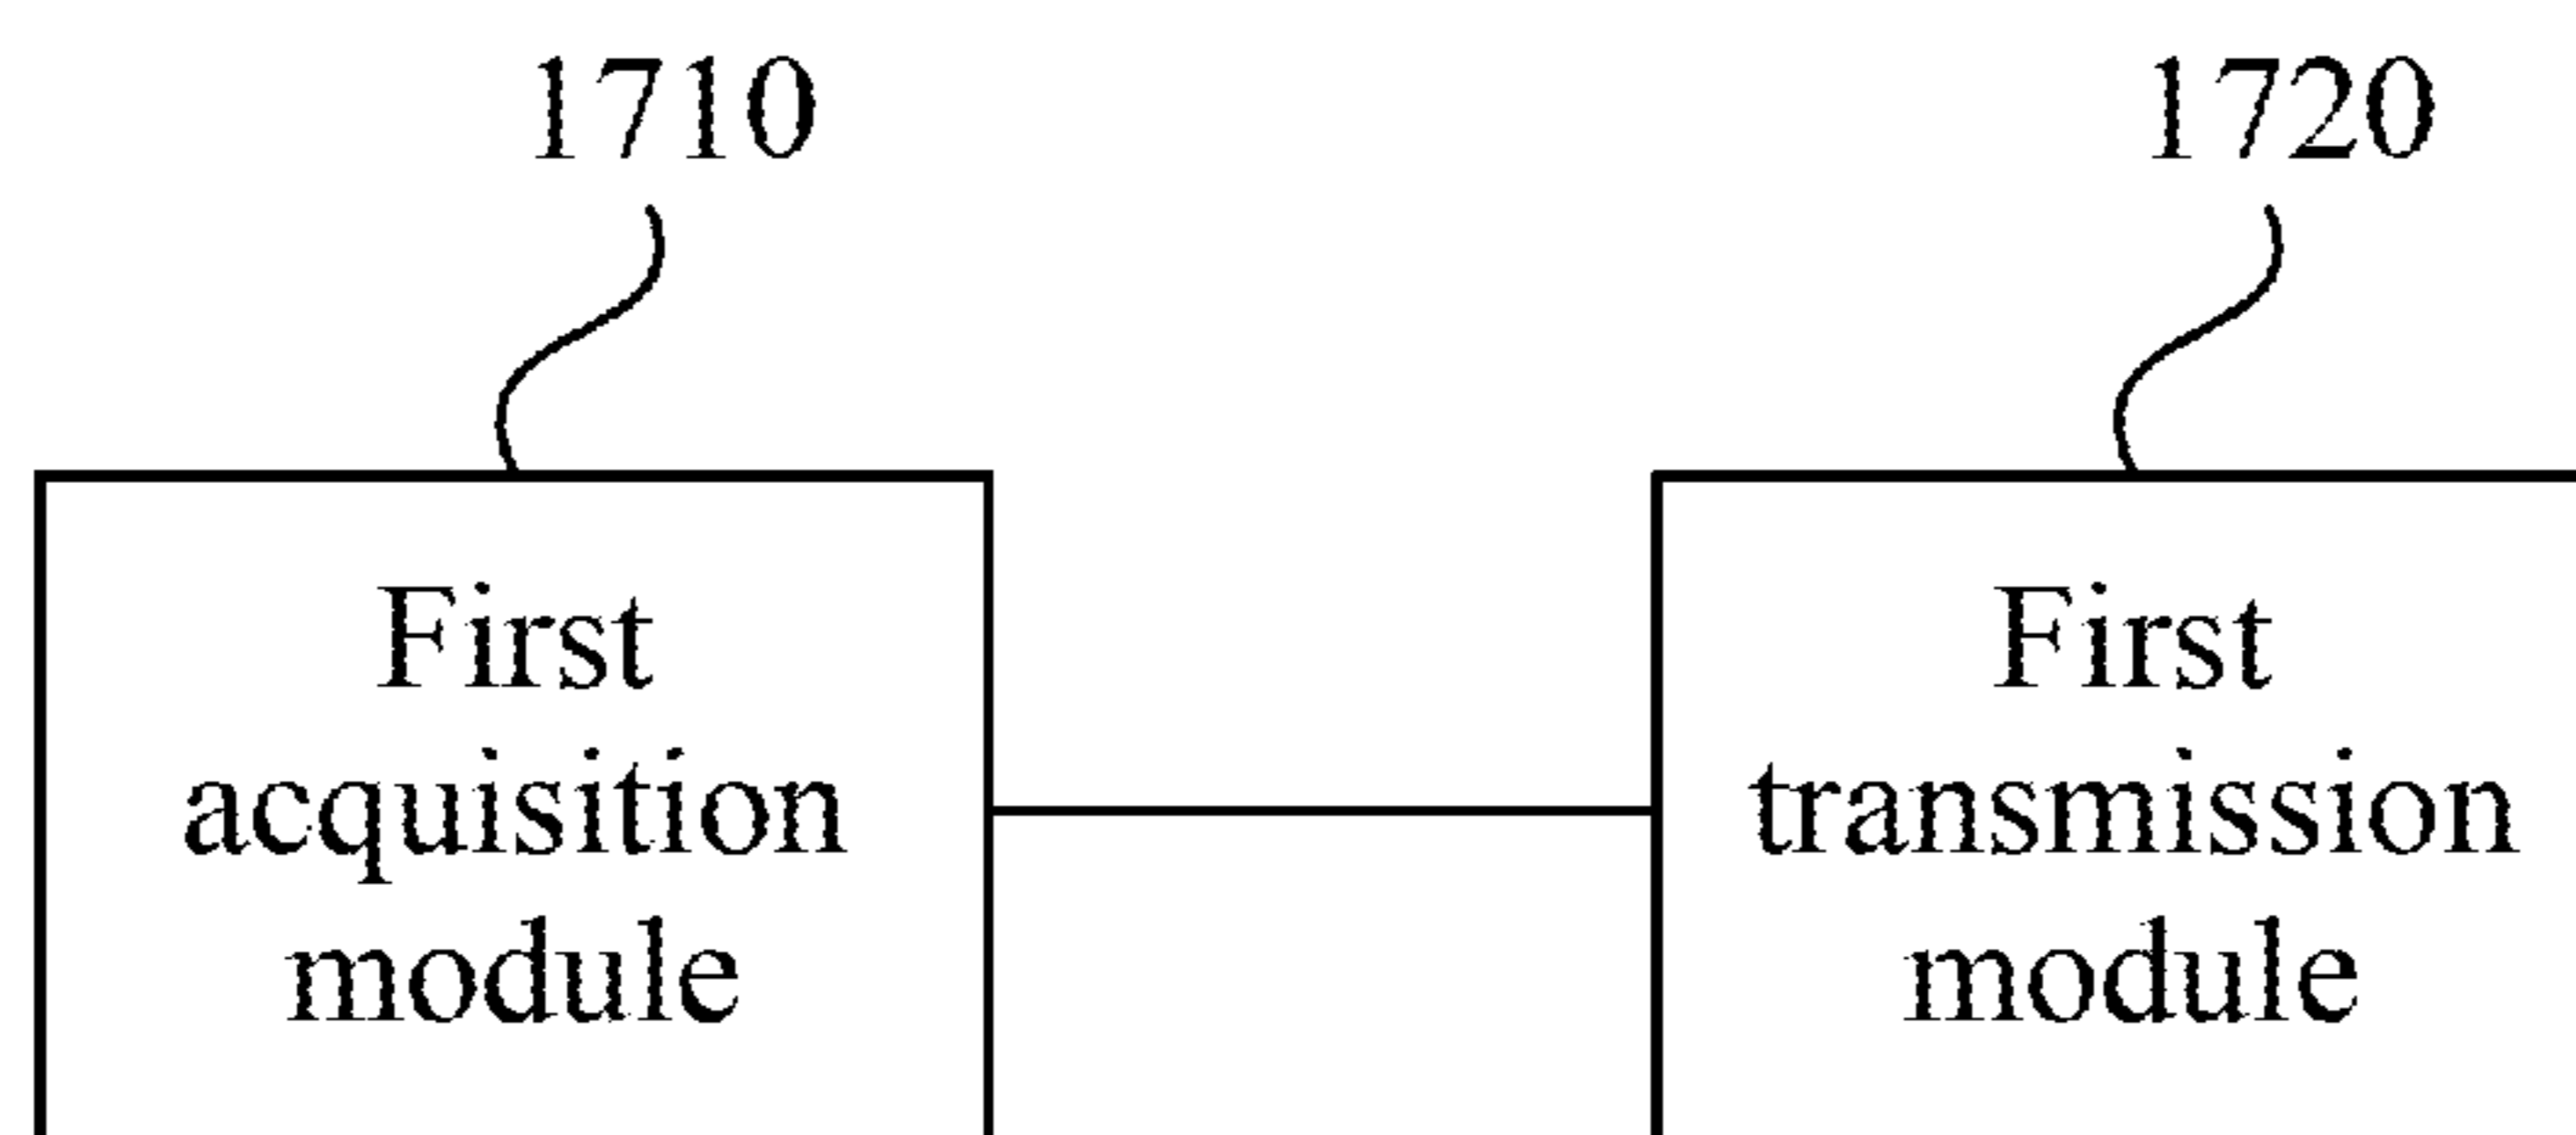 1710
1720
First
acquisition
module
First
transmission
module